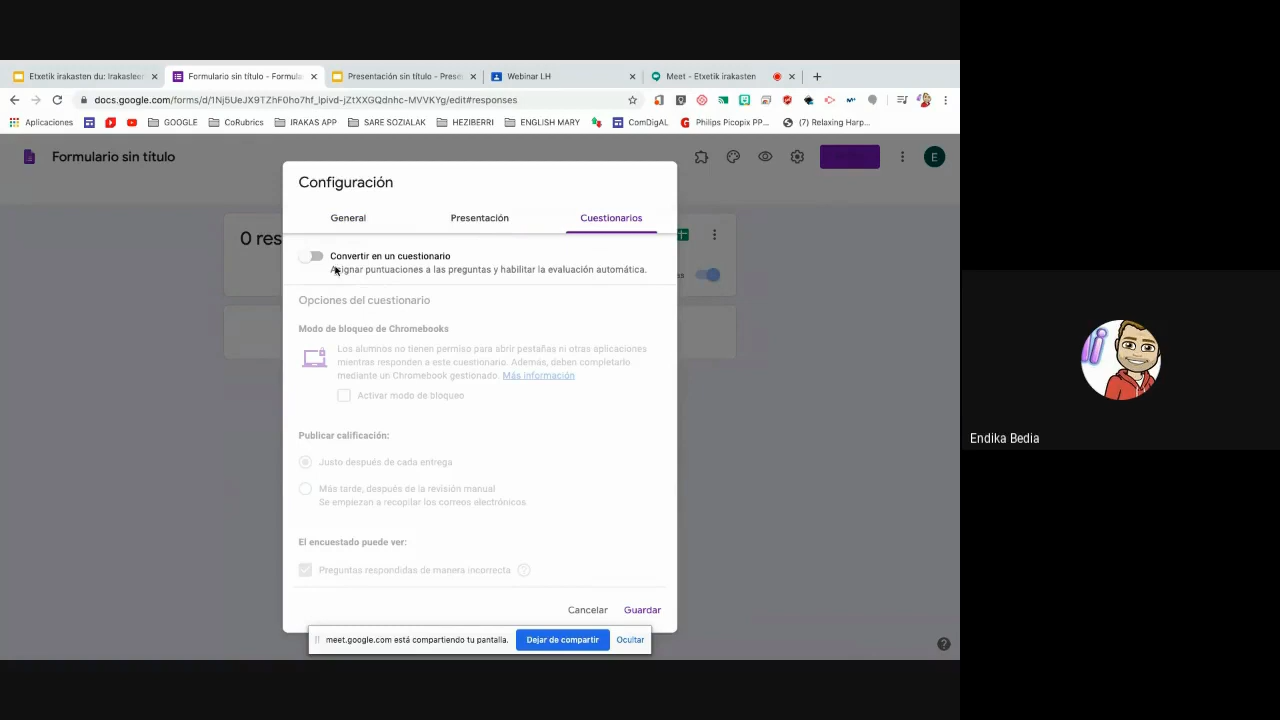 Etxetik irakasten du: Irakasleen
Formulario sin título - Formula
Presentación sin título - Prese
Webinar LH
Meet - Etxetik irakasten
docs.google.com/forms/d/1Nj5UeJX9TZhF0ho7hf_lpivd-jZtXXGQdnhc-MVVKYg/edit#responses
Aplicaciones
GOOGLE
CoRubrics
IRAKAS APP
SARE SOZIALAK
HEZIBERRI
ENGLISH MARY
ComDigAL
Philips Picopix PP...
(7) Relaxing Harp...
Formulario sin título
E
0 res
Configuración
General
Presentación
Cuestionarios
Convertir en un cuestionario
Asignar puntuaciones a las preguntas y habilitar la evaluación automática.
Opciones del cuestionario
Modo de bloqueo de Chromebooks
Los alumnos no tienen permiso para abrir pestañas ni otras aplicaciones
mientras responden a este cuestionario. Además, deben completarlo
mediante un Chromebook gestionado. Más información
Activar modo de bloqueo
Publicar calificación:
Justo después de cada entrega
Más tarde, después de la revisión manual
Se empiezan a recopilar los correos electrónicos
El encuestado puede ver:
Preguntas respondidas de manera incorrecta
Cancelar
Guardar
meet.google.com está compartiendo tu pantalla.
Dejar de compartir
Ocultar
Endika Bedia